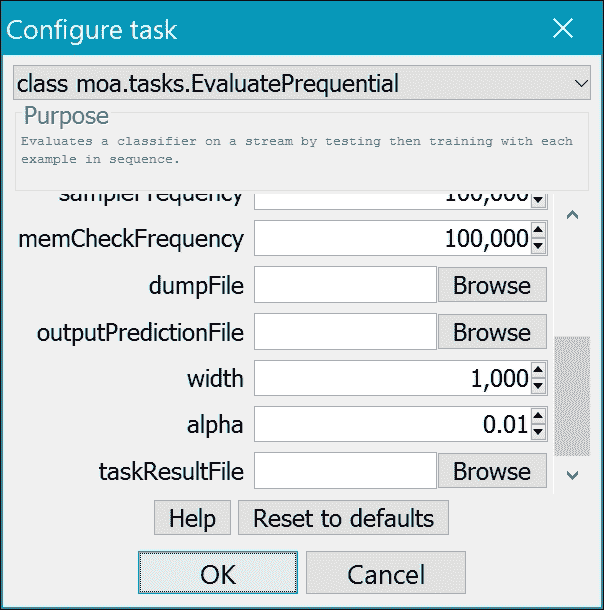 Configure task
class moa.tasks.EvaluatePrequential
Purpose
Evaluates a classifier on a stream by testing then training with each
example in sequence.
sampleFrequency 100,000
memCheckFrequency 100,000
dumpFile Browse
outputPredictionFile Browse
width 1,000
alpha 0.01
taskResultFile Browse
Help Reset to defaults
OK Cancel